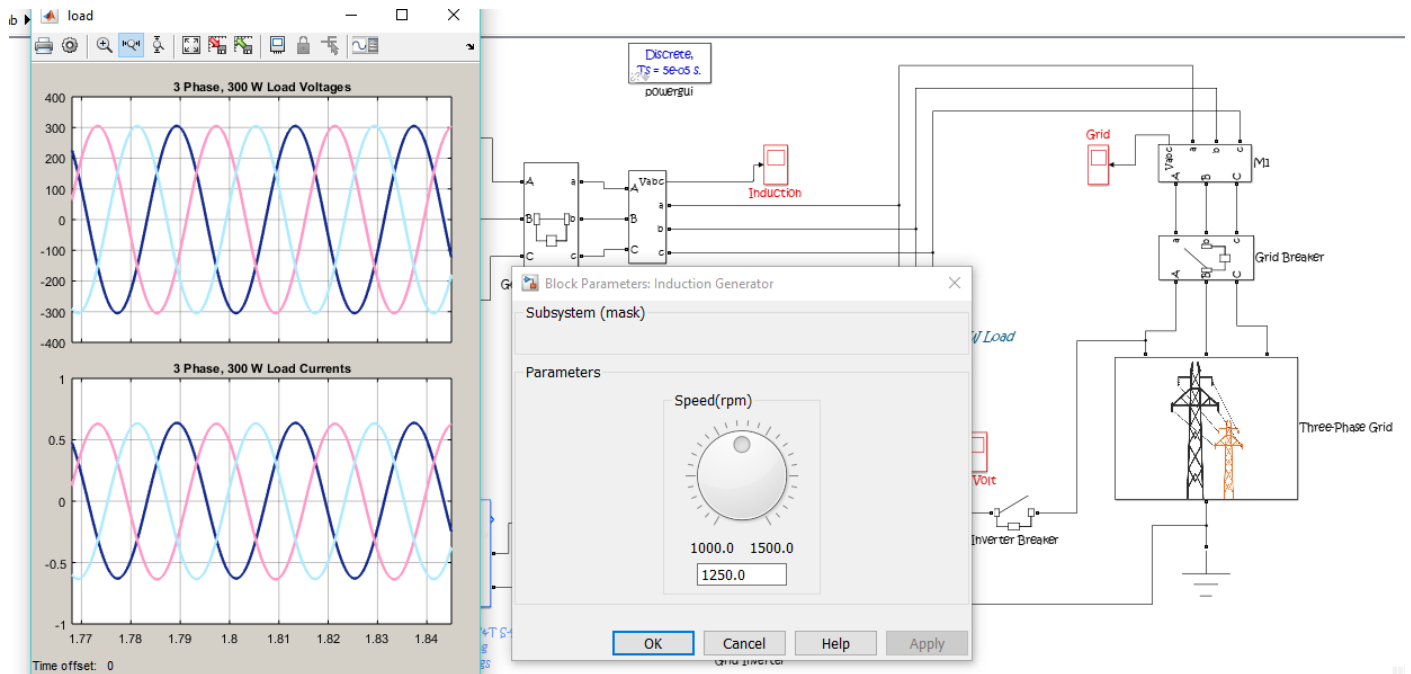 ab
load
3 Phase, 300 W Load Voltages
400
300
200
100
0
-100
-200
-300
-400
3 Phase, 300 W Load Currents
1
0.5
0
-0.5
-1
1.77 1.78 1.79 1.8 1.81 1.82 1.83 1.84
Time offset: 0
Discrete,
Ts = 5e-05 s.
powergui
A a
B b
C c
Vabc
A
a
B
b
C c
Induction
Grid
Vabc
a b c
A B C
M1
a b c
A B C
Grid Breaker
Three-Phase Grid
W Load
Volt
Inverter Breaker
Grid Inverter
Block Parameters: Induction Generator
Subsystem (mask)
Parameters
Speed(rpm)
1000.0 1500.0
1250.0
OK Cancel Help Apply